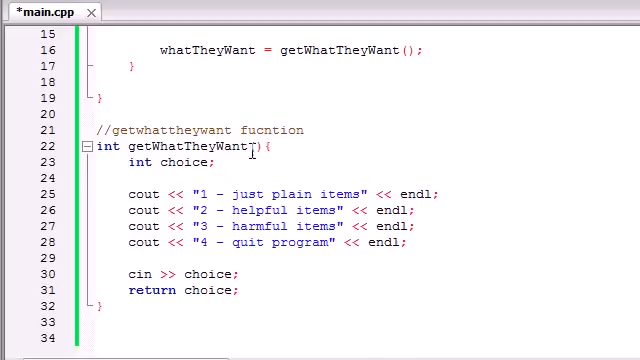 *main.cpp
15
16 whatTheyWant = getWhatTheyWant();
17 }
18
19 }
20
21 //getwhattheywant fucntion
22 int getWhatTheyWant(){
23 int choice;
24
25 cout << "1 - just plain items" << endl;
26 cout << "2 - helpful items" << endl;
27 cout << "3 - harmful items" << endl;
28 cout << "4 - quit program" << endl;
29
30 cin >> choice;
31 return choice;
32 }
33
34